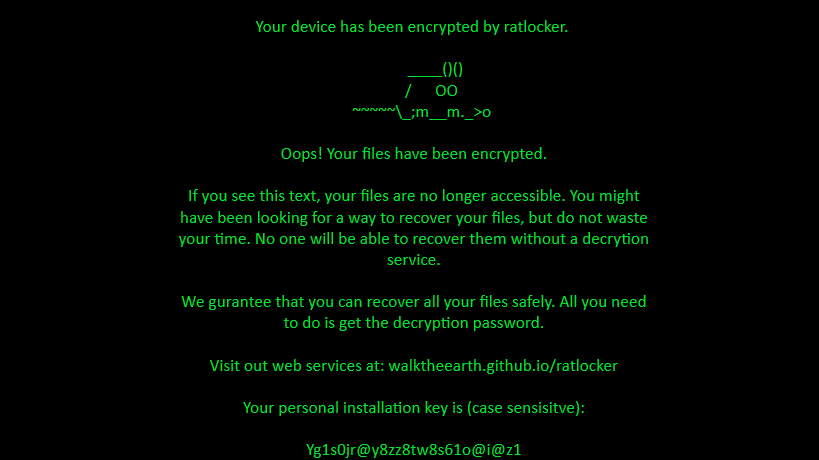 Your device has been encrypted by ratlocker.
____()()
/ OO
~~~~~\_;m__m._>o
Oops! Your files have been encrypted.
If you see this text, your files are no longer accessible. You might
have been looking for a way to recover your files, but do not waste
your time. No one will be able to recover them without a decrytion
service.
We gurantee that you can recover all your files safely. All you need
to do is get the decryption password.
Visit out web services at: walktheearth.github.io/ratlocker
Your personal installation key is (case sensisitve):
Yg1s0jr@y8zz8tw8s61o@i@z1